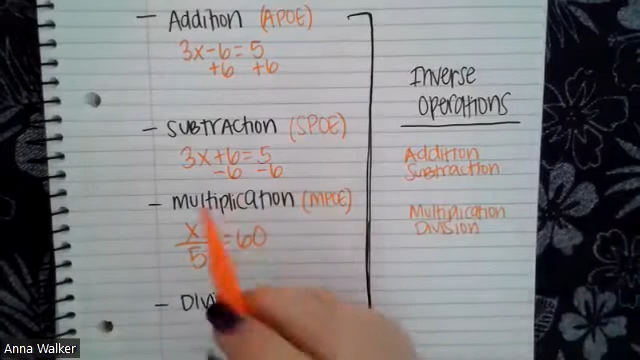 - Addition (APOE)
3x-6=5
+6 +6
- Subtraction (SPOE)
3x+6=5
-6 -6
- Multiplication (MPOE)
x
5
=60
Inverse
operations
Addition
Subtraction
Multiplication
Division
Anna Walker